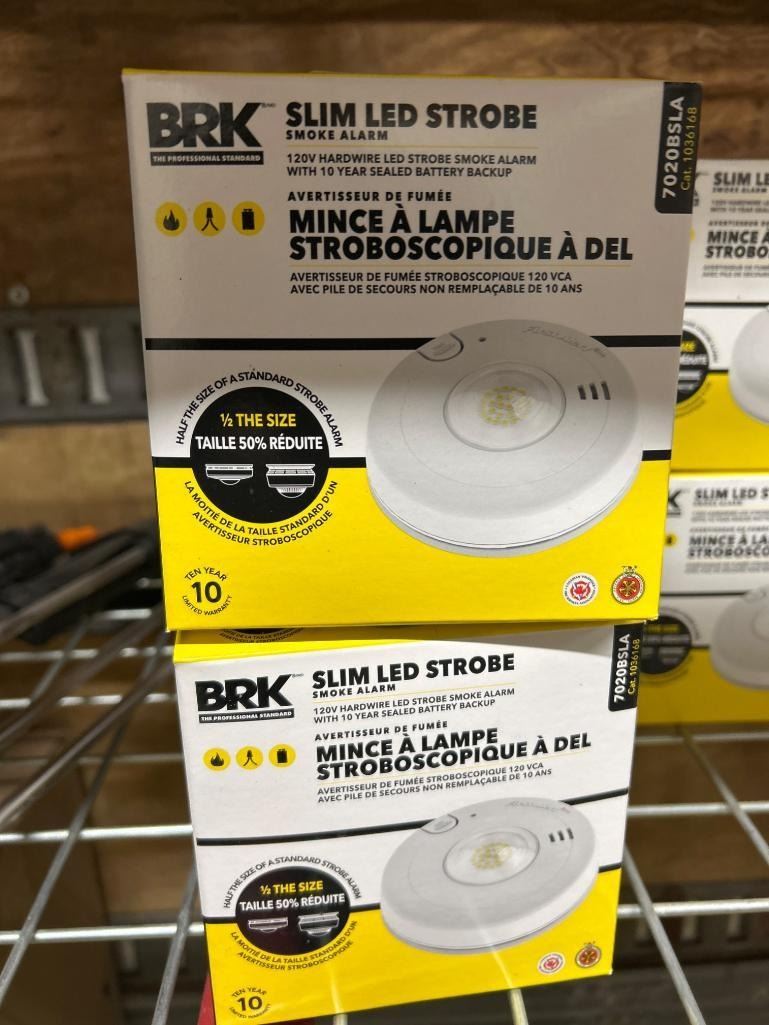 BRK
THE PROFESSIONAL STANDARD
SLIM LED STROBE
SMOKE ALARM
120V HARDWIRE LED STROBE SMOKE ALARM
WITH 10 YEAR SEALED BATTERY BACKUP
AVERTISSEUR DE FUMÉE
MINCE À LAMPE
STROBOSCOPIQUE À DEL
AVERTISSEUR DE FUMÉE STROBOSCOPIQUE 120 VCA
AVEC PILE DE SECOURS NON REMPLAÇABLE DE 10 ANS
7020BSLA
Cat. 1036168
HALF THE SIZE OF A STANDARD STROBE ALARM
½ THE SIZE
TAILLE 50% RÉDUITE
LA MOITIÉ DE LA TAILLE STANDARD D'UN
AVERTISSEUR STROBOSCOPIQUE
TEN YEAR
10
LIMITED WARRANTY
BRK
THE PROFESSIONAL STANDARD
SLIM LED STROBE
SMOKE ALARM
120V HARDWIRE LED STROBE SMOKE ALARM
WITH 10 YEAR SEALED BATTERY BACKUP
AVERTISSEUR DE FUMÉE
MINCE À LAMPE
STROBOSCOPIQUE À DEL
AVERTISSEUR DE FUMÉE STROBOSCOPIQUE 120 VCA
AVEC PILE DE SECOURS NON REMPLAÇABLE DE 10 ANS
7020BSLA
Cat. 1036168
HALF THE SIZE OF A STANDARD STROBE ALARM
½ THE SIZE
TAILLE 50% RÉDUITE
LA MOITIÉ DE LA TAILLE STANDARD D'UN
AVERTISSEUR STROBOSCOPIQUE
TEN YEAR
10
SLIM LE
SMOKE ALARM
MINCE À
STROBO
SLIM LED S
SMOKE ALARM
MINCE À LA
STROBOSCO